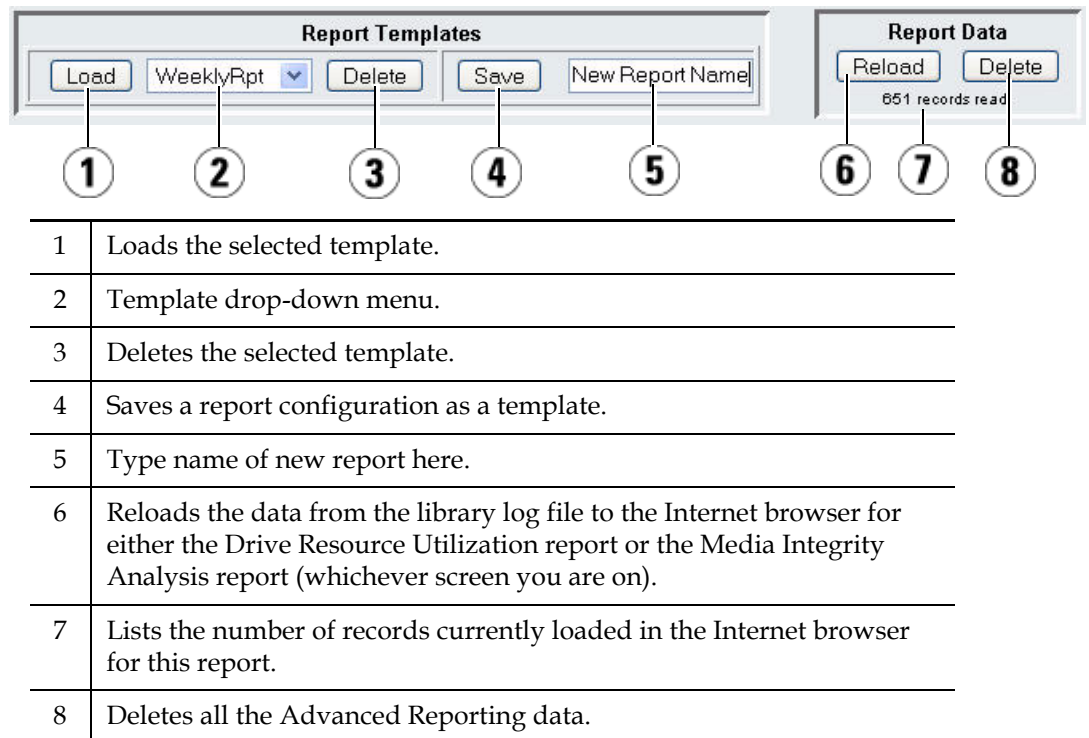 Report Templates
Load WeeklyRpt Delete Save New Report Name
Report Data
Reload Delete
651 records read
1 2 3 4 5 6 7 8
1 Loads the selected template.
2 Template drop-down menu.
3 Deletes the selected template.
4 Saves a report configuration as a template.
5 Type name of new report here.
6 Reloads the data from the library log file to the Internet browser for
either the Drive Resource Utilization report or the Media Integrity
Analysis report (whichever screen you are on).
7 Lists the number of records currently loaded in the Internet browser
for this report.
8 Deletes all the Advanced Reporting data.